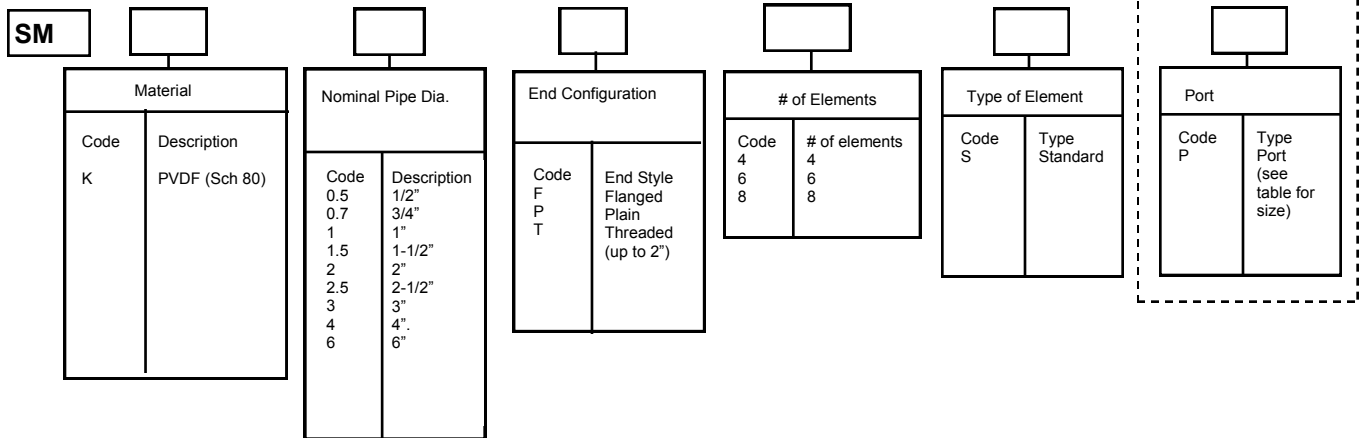 SM
Material
Code Description
K PVDF (Sch 80)
Nominal Pipe Dia.
Code Description
0.5 1/2”
0.7 3/4”
1 1”
1.5 1-1/2”
2 2”
2.5 2-1/2”
3 3”
4 4”.
6 6”
End Configuration
Code End Style
F Flanged
P Plain
T Threaded
(up to 2”)
# of Elements
Code # of elements
4 4
6 6
8 8
Type of Element
Code Type
S Standard
Port
Code Type
P Port
(see
table for
size)